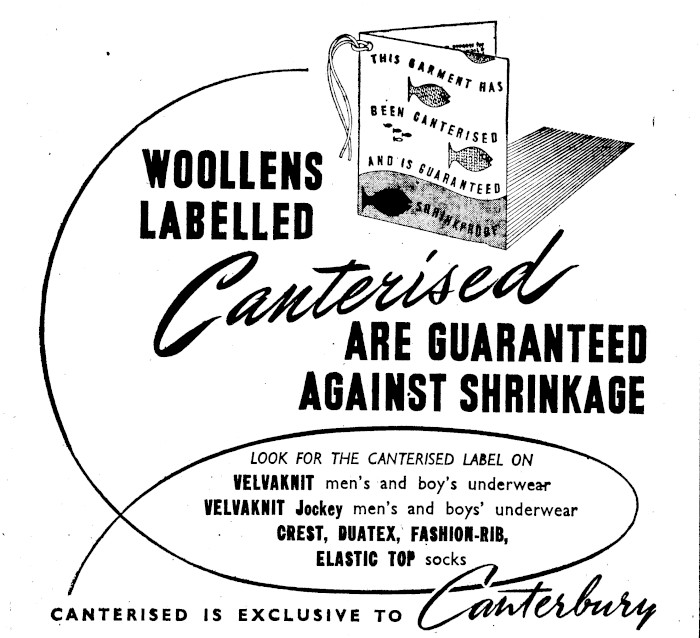 THIS GARMENT HAS
BEEN CANTERISED
AND IS GUARANTEED
SHRINKPROOF
WOOLLENS
LABELLED
Canterised
ARE GUARANTEED
AGAINST SHRINKAGE
LOOK FOR THE CANTERISED LABEL ON
VELVAKNIT men's and boy's underwear
VELVAKNIT Jockey men's and boys' underwear
CREST, DUATEX, FASHION-RIB,
ELASTIC TOP socks
CANTERISED IS EXCLUSIVE TO Canterbury